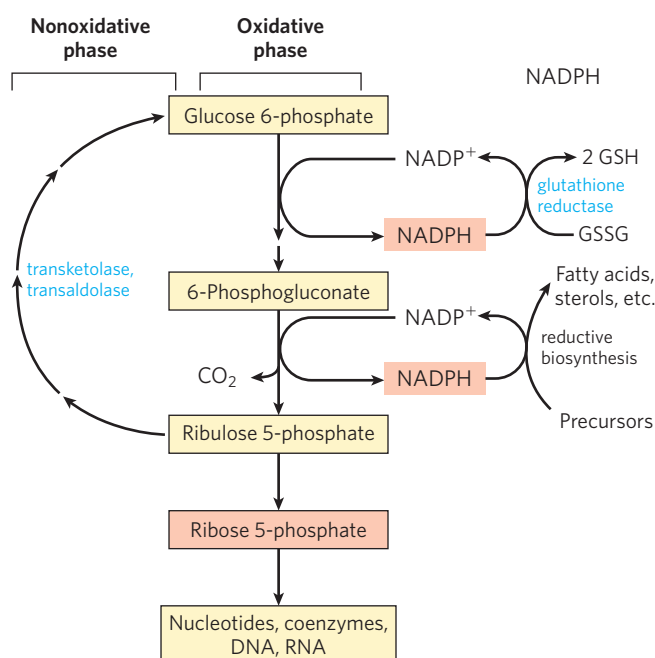 Nonoxidative
phase
Oxidative
phase
NADPH
Glucose 6-phosphate
NADP+
2 GSH
glutathione
reductase
NADPH
GSSG
transketolase,
transaldolase
6-Phosphogluconate
Fatty acids,
sterols, etc.
NADP+
reductive
biosynthesis
CO2
NADPH
Precursors
Ribulose 5-phosphate
Ribose 5-phosphate
Nucleotides, coenzymes,
DNA, RNA